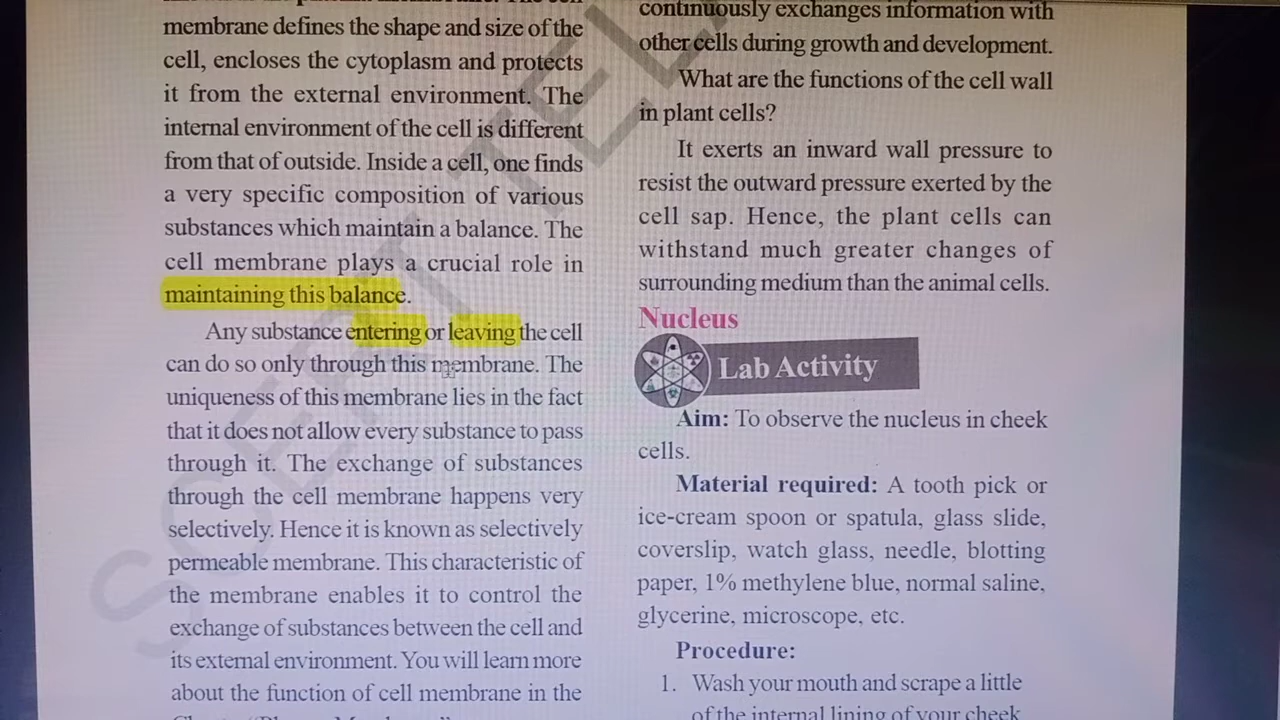 membrane defines the shape and size of the
cell, encloses the cytoplasm and protects
it from the external environment. The
internal environment of the cell is different
from that of outside. Inside a cell, one finds
a very specific composition of various
substances which maintain a balance. The
cell membrane plays a crucial role in
maintaining this balance.
Any substance entering or leaving the cell
can do so only through this membrane. The
uniqueness of this membrane lies in the fact
that it does not allow every substance to pass
through it. The exchange of substances
through the cell membrane happens very
selectively. Hence it is known as selectively
permeable membrane. This characteristic of
the membrane enables it to control the
exchange of substances between the cell and
its external environment. You will learn more
about the function of cell membrane in the
continuously exchanges information with
other cells during growth and development.
What are the functions of the cell wall
in plant cells?
It exerts an inward wall pressure to
resist the outward pressure exerted by the
cell sap. Hence, the plant cells can
withstand much greater changes of
surrounding medium than the animal cells.
Nucleus
Lab Activity
Aim: To observe the nucleus in cheek
cells.
Material required: A tooth pick or
ice-cream spoon or spatula, glass slide,
coverslip, watch glass, needle, blotting
paper, 1% methylene blue, normal saline,
glycerine, microscope, etc.
Procedure:
1. Wash your mouth and scrape a little
of the internal lining of your cheek